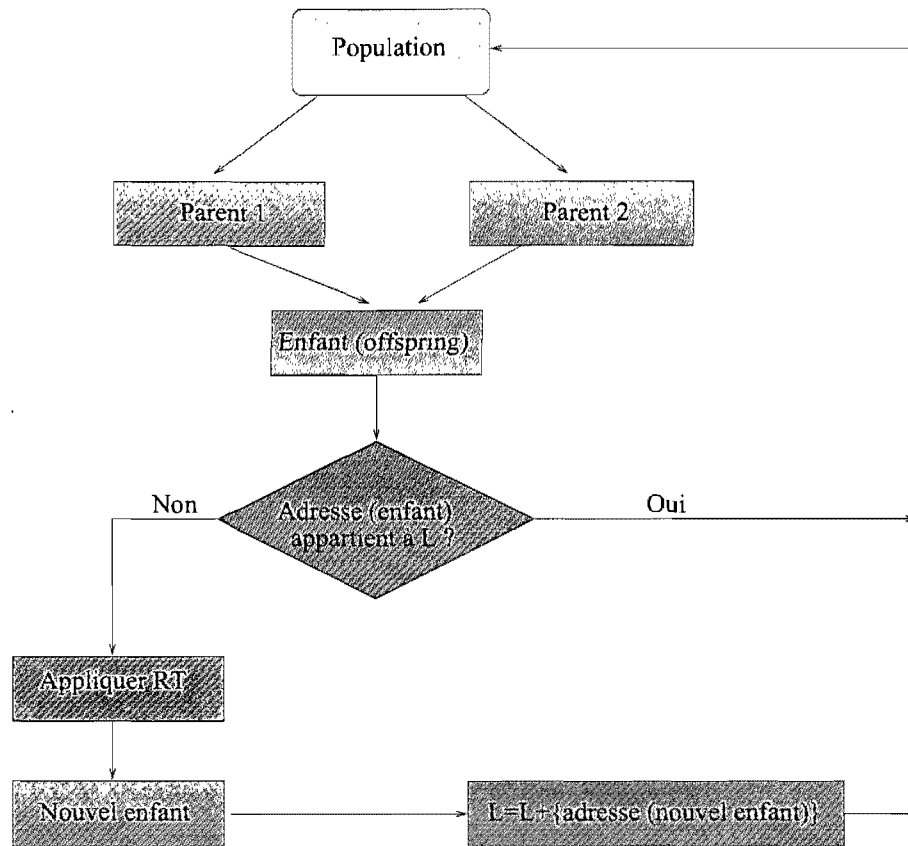 Population
Parent 1
Parent 2
Enfant (offspring)
Non
Oui
Adresse (enfant)
appartient à L ?
Appliquer RT
Nouvel enfant
L=L+{adresse (nouvel enfant)}